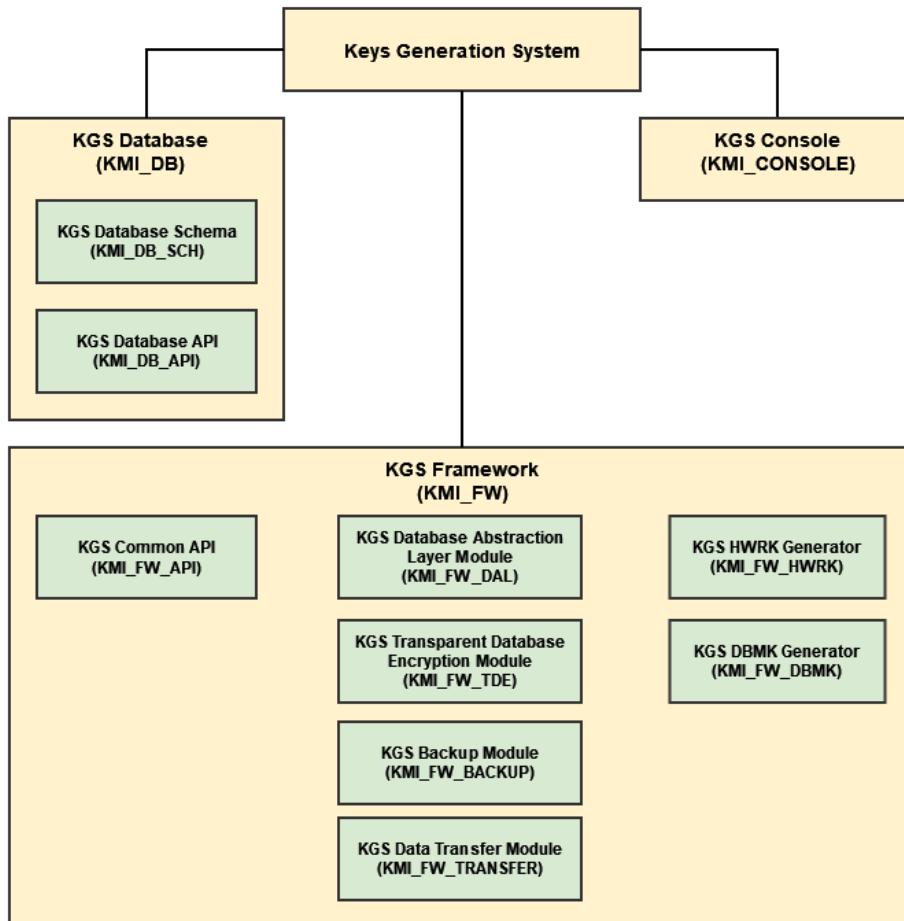 Keys Generation System
KGS Database
(KMI_DB)
KGS Database Schema
(KMI_DB_SCH)
KGS Database API
(KMI_DB_API)
KGS Console
(KMI_CONSOLE)
KGS Framework
(KMI_FW)
KGS Common API
(KMI_FW_API)
KGS Database Abstraction
Layer Module
(KMI_FW_DAL)
KGS Transparent Database
Encryption Module
(KMI_FW_TDE)
KGS Backup Module
(KMI_FW_BACKUP)
KGS Data Transfer Module
(KMI_FW_TRANSFER)
KGS HWRK Generator
(KMI_FW_HWRK)
KGS DBMK Generator
(KMI_FW_DBMK)